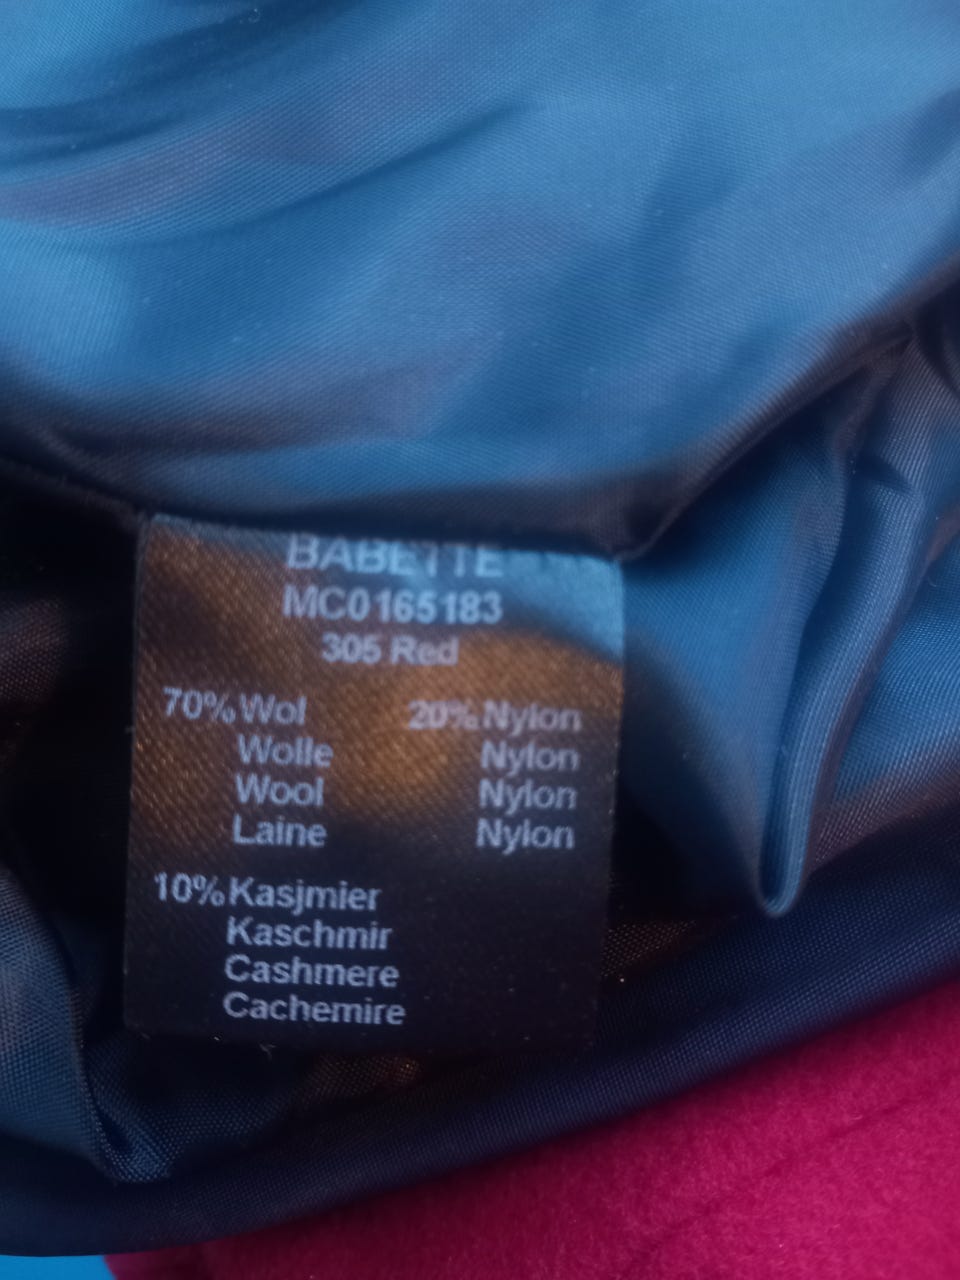 BABETTE
MC0165183
305 Red
70% Wol 20% Nylon
Wolle Nylon
Wool Nylon
Laine Nylon
10% Kasjmier
Kaschmir
Cashmere
Cachemire